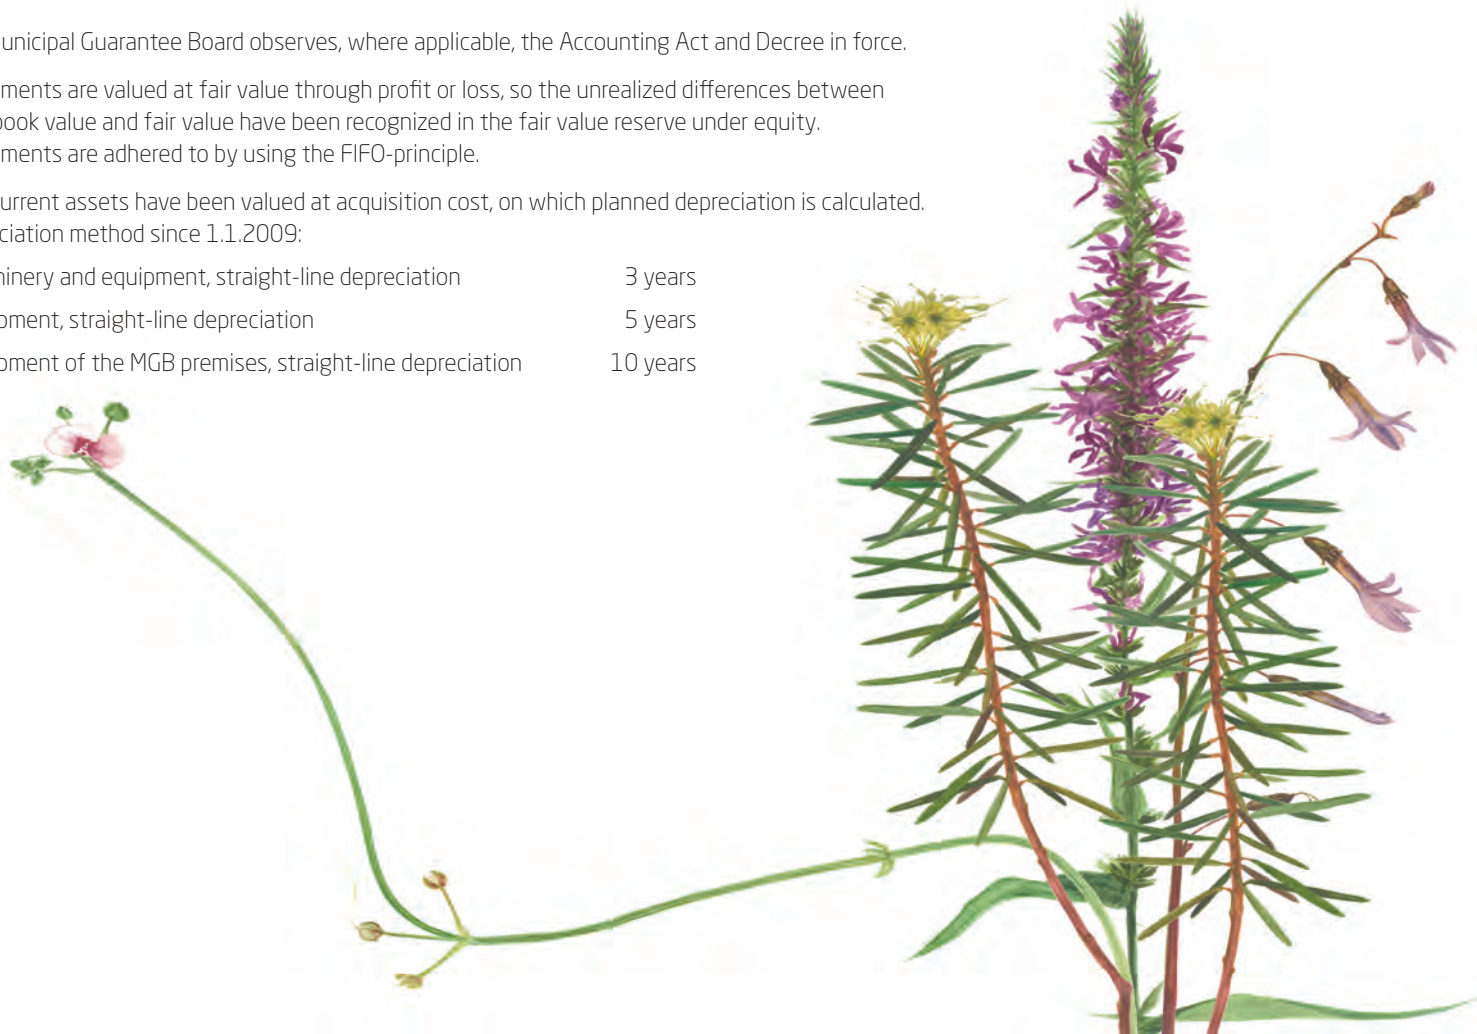 unicipal Guarantee Board observes, where applicable, the Accounting Act and Decree in force.
ments are valued at fair value through profit or loss, so the unrealized differences between
book value and fair value have been recognized in the fair value reserve under equity.
ments are adhered to by using the FIFO-principle.
urrent assets have been valued at acquisition cost, on which planned depreciation is calculated.
ciation method since 1.1.2009:
hinery and equipment, straight-line depreciation 3 years
pment, straight-line depreciation 5 years
pment of the MGB premises, straight-line depreciation 10 years